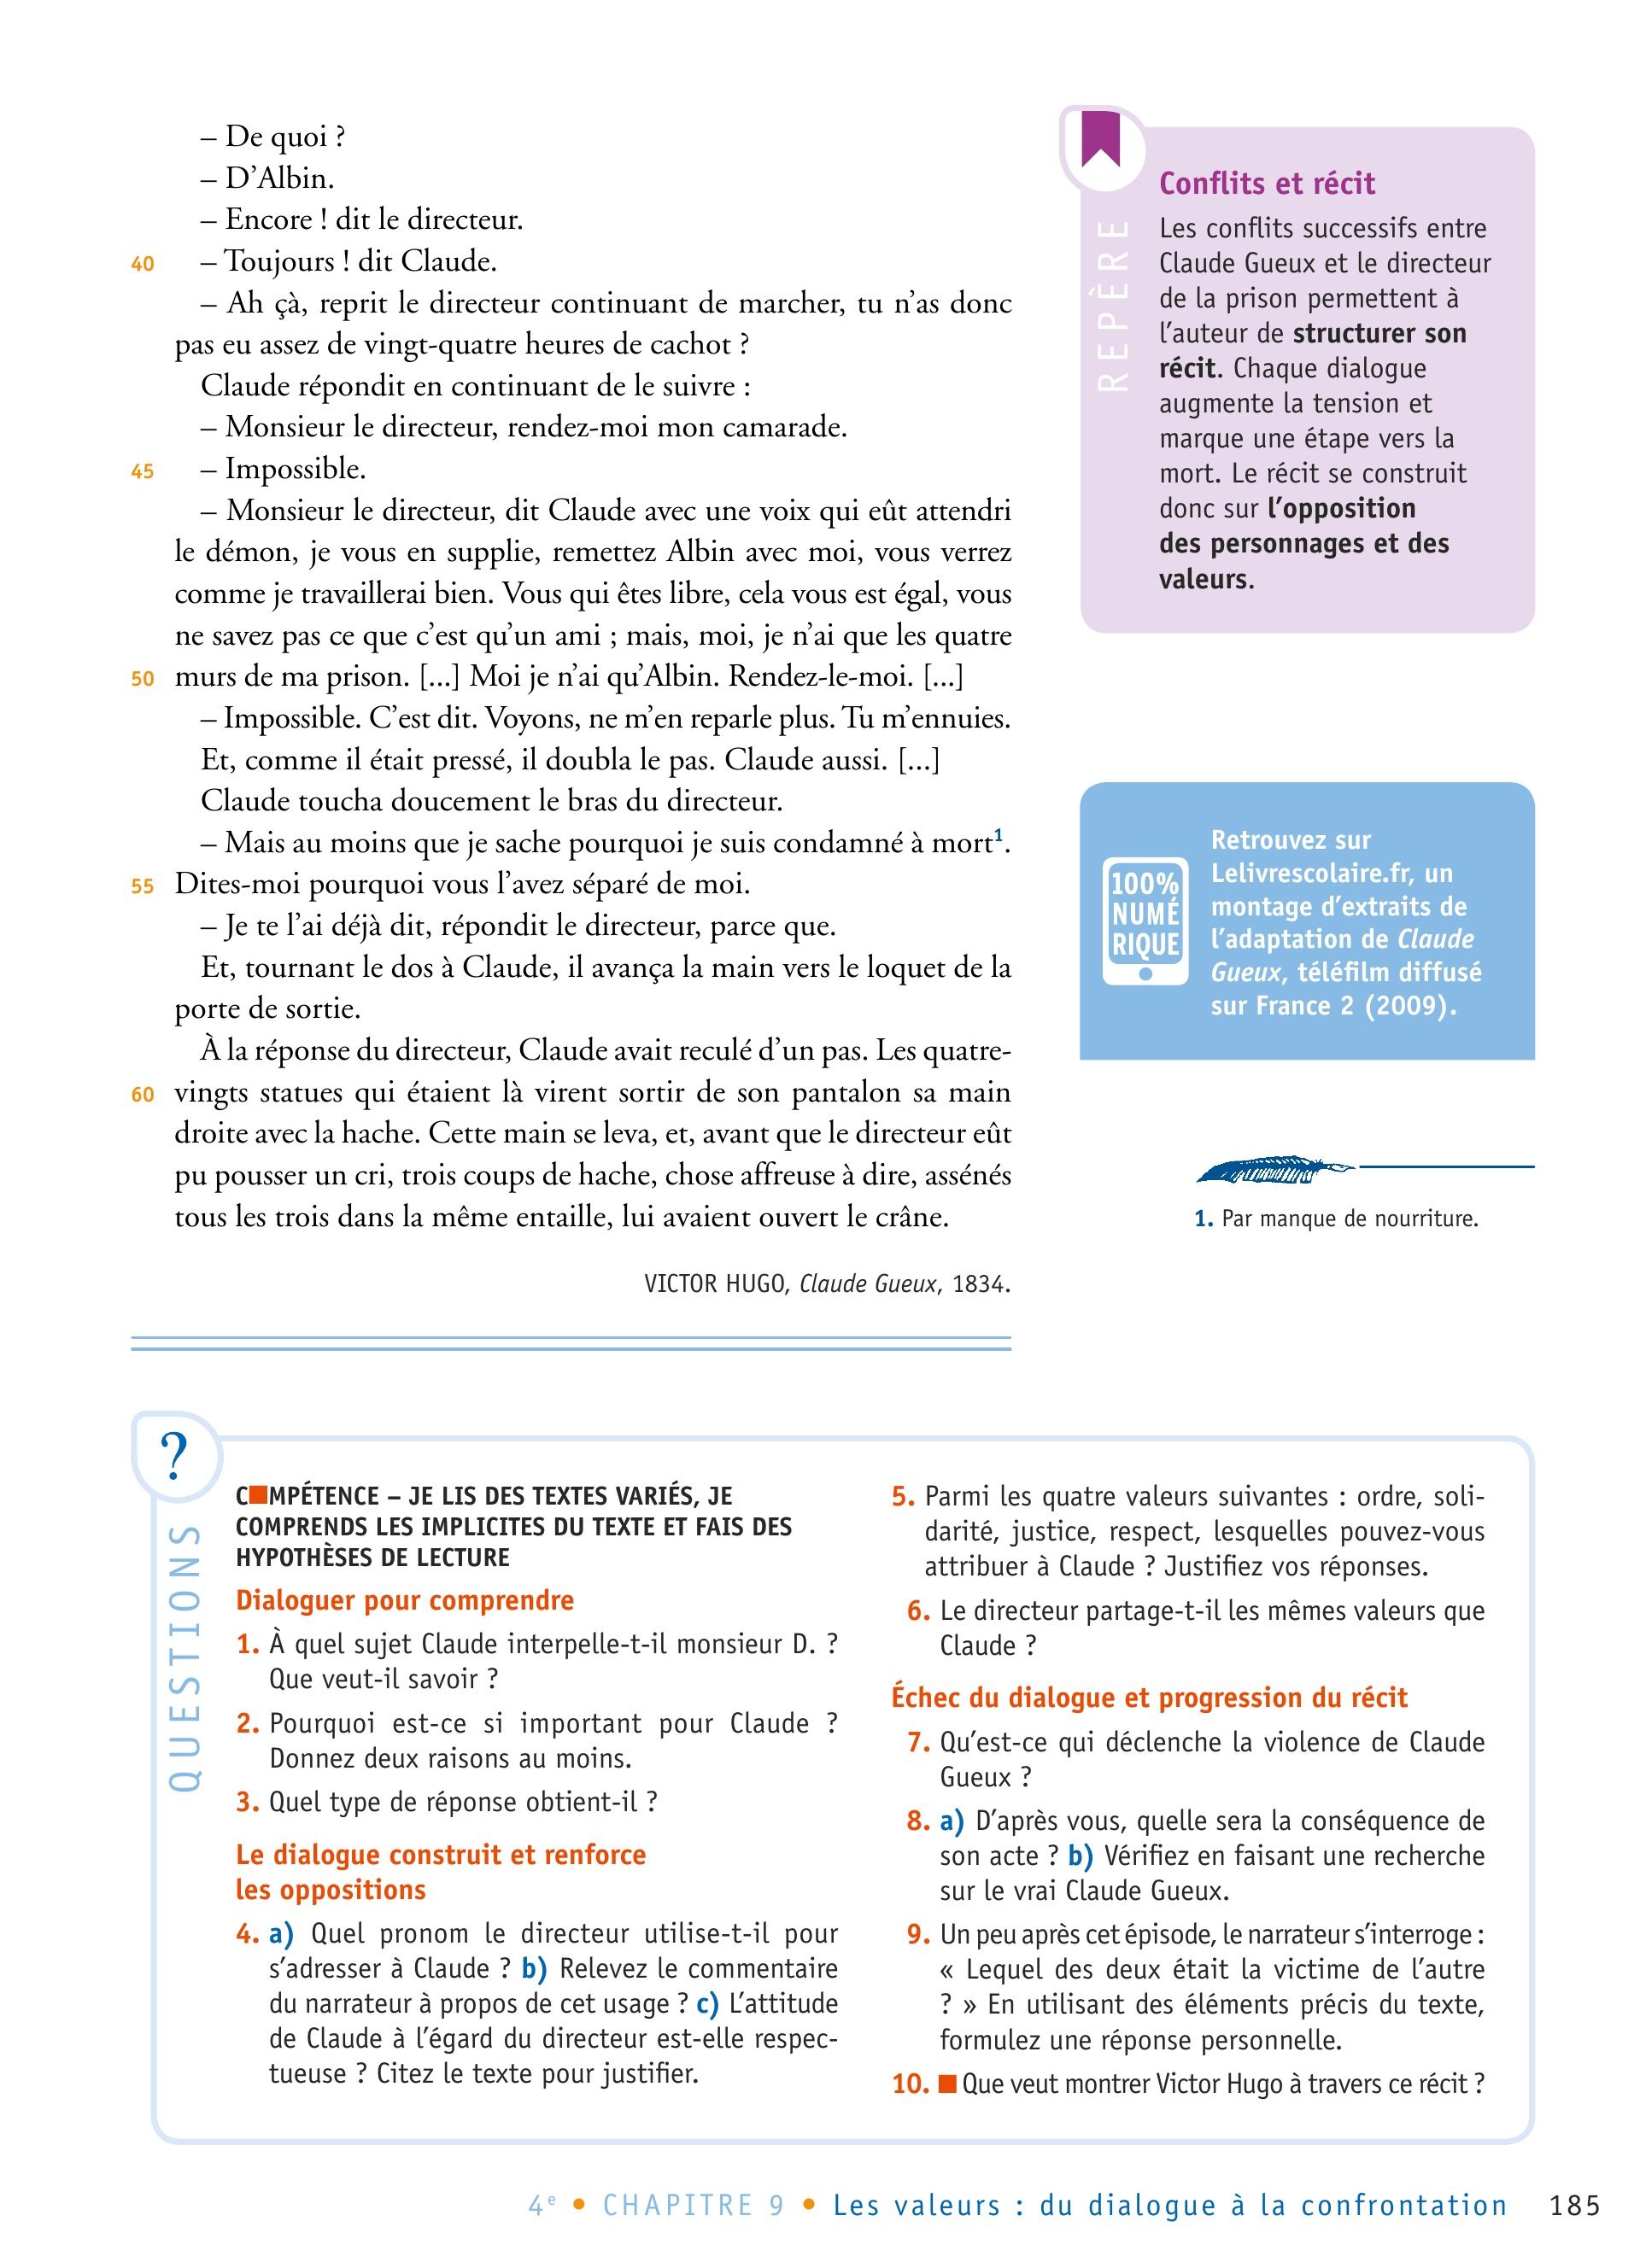 – De quoi ?
– D’Albin.
– Encore ! dit le directeur.
40 – Toujours ! dit Claude.
– Ah çà, reprit le directeur continuant de marcher, tu n’as donc
pas eu assez de vingt-quatre heures de cachot ?
Claude répondit en continuant de le suivre :
– Monsieur le directeur, rendez-moi mon camarade.
45 – Impossible.
– Monsieur le directeur, dit Claude avec une voix qui eût attendri
le démon, je vous en supplie, remettez Albin avec moi, vous verrez
comme je travaillerai bien. Vous qui êtes libre, cela vous est égal, vous
ne savez pas ce que c’est qu’un ami ; mais, moi, je n’ai que les quatre
50 murs de ma prison. [...] Moi je n’ai qu’Albin. Rendez-le-moi. [...]
– Impossible. C’est dit. Voyons, ne m’en reparle plus. Tu m’ennuies.
Et, comme il était pressé, il doubla le pas. Claude aussi. [...]
Claude toucha doucement le bras du directeur.
– Mais au moins que je sache pourquoi je suis condamné à mort1.
55 Dites-moi pourquoi vous l’avez séparé de moi.
– Je te l’ai déjà dit, répondit le directeur, parce que.
Et, tournant le dos à Claude, il avança la main vers le loquet de la
porte de sortie.
À la réponse du directeur, Claude avait reculé d’un pas. Les quatre-
60 vingts statues qui étaient là virent sortir de son pantalon sa main
droite avec la hache. Cette main se leva, et, avant que le directeur eût
pu pousser un cri, trois coups de hache, chose affreuse à dire, assénés
tous les trois dans la même entaille, lui avaient ouvert le crâne.
VICTOR HUGO, Claude Gueux, 1834.
REPÈRE
Conflits et récit
Les conflits successifs entre
Claude Gueux et le directeur
de la prison permettent à
l’auteur de structurer son
récit. Chaque dialogue
augmente la tension et
marque une étape vers la
mort. Le récit se construit
donc sur l’opposition
des personnages et des
valeurs.
100%
NUMÉ
RIQUE
Retrouvez sur
Lelivrescolaire.fr, un
montage d’extraits de
l’adaptation de Claude
Gueux, téléfilm diffusé
sur France 2 (2009).
1. Par manque de nourriture.
?
QUESTIONS
C■MPÉTENCE – JE LIS DES TEXTES VARIÉS, JE
COMPRENDS LES IMPLICITES DU TEXTE ET FAIS DES
HYPOTHÈSES DE LECTURE
Dialoguer pour comprendre
1. À quel sujet Claude interpelle-t-il monsieur D. ?
Que veut-il savoir ?
2. Pourquoi est-ce si important pour Claude ?
Donnez deux raisons au moins.
3. Quel type de réponse obtient-il ?
Le dialogue construit et renforce
les oppositions
4. a) Quel pronom le directeur utilise-t-il pour
s’adresser à Claude ? b) Relevez le commentaire
du narrateur à propos de cet usage ? c) L’attitude
de Claude à l’égard du directeur est-elle respec-
tueuse ? Citez le texte pour justifier.
5. Parmi les quatre valeurs suivantes : ordre, soli-
darité, justice, respect, lesquelles pouvez-vous
attribuer à Claude ? Justifiez vos réponses.
6. Le directeur partage-t-il les mêmes valeurs que
Claude ?
Échec du dialogue et progression du récit
7. Qu’est-ce qui déclenche la violence de Claude
Gueux ?
8. a) D’après vous, quelle sera la conséquence de
son acte ? b) Vérifiez en faisant une recherche
sur le vrai Claude Gueux.
9. Un peu après cet épisode, le narrateur s’interroge :
« Lequel des deux était la victime de l’autre
? » En utilisant des éléments précis du texte,
formulez une réponse personnelle.
10. ■ Que veut montrer Victor Hugo à travers ce récit ?
4e • CHAPITRE 9 • Les valeurs : du dialogue à la confrontation 185